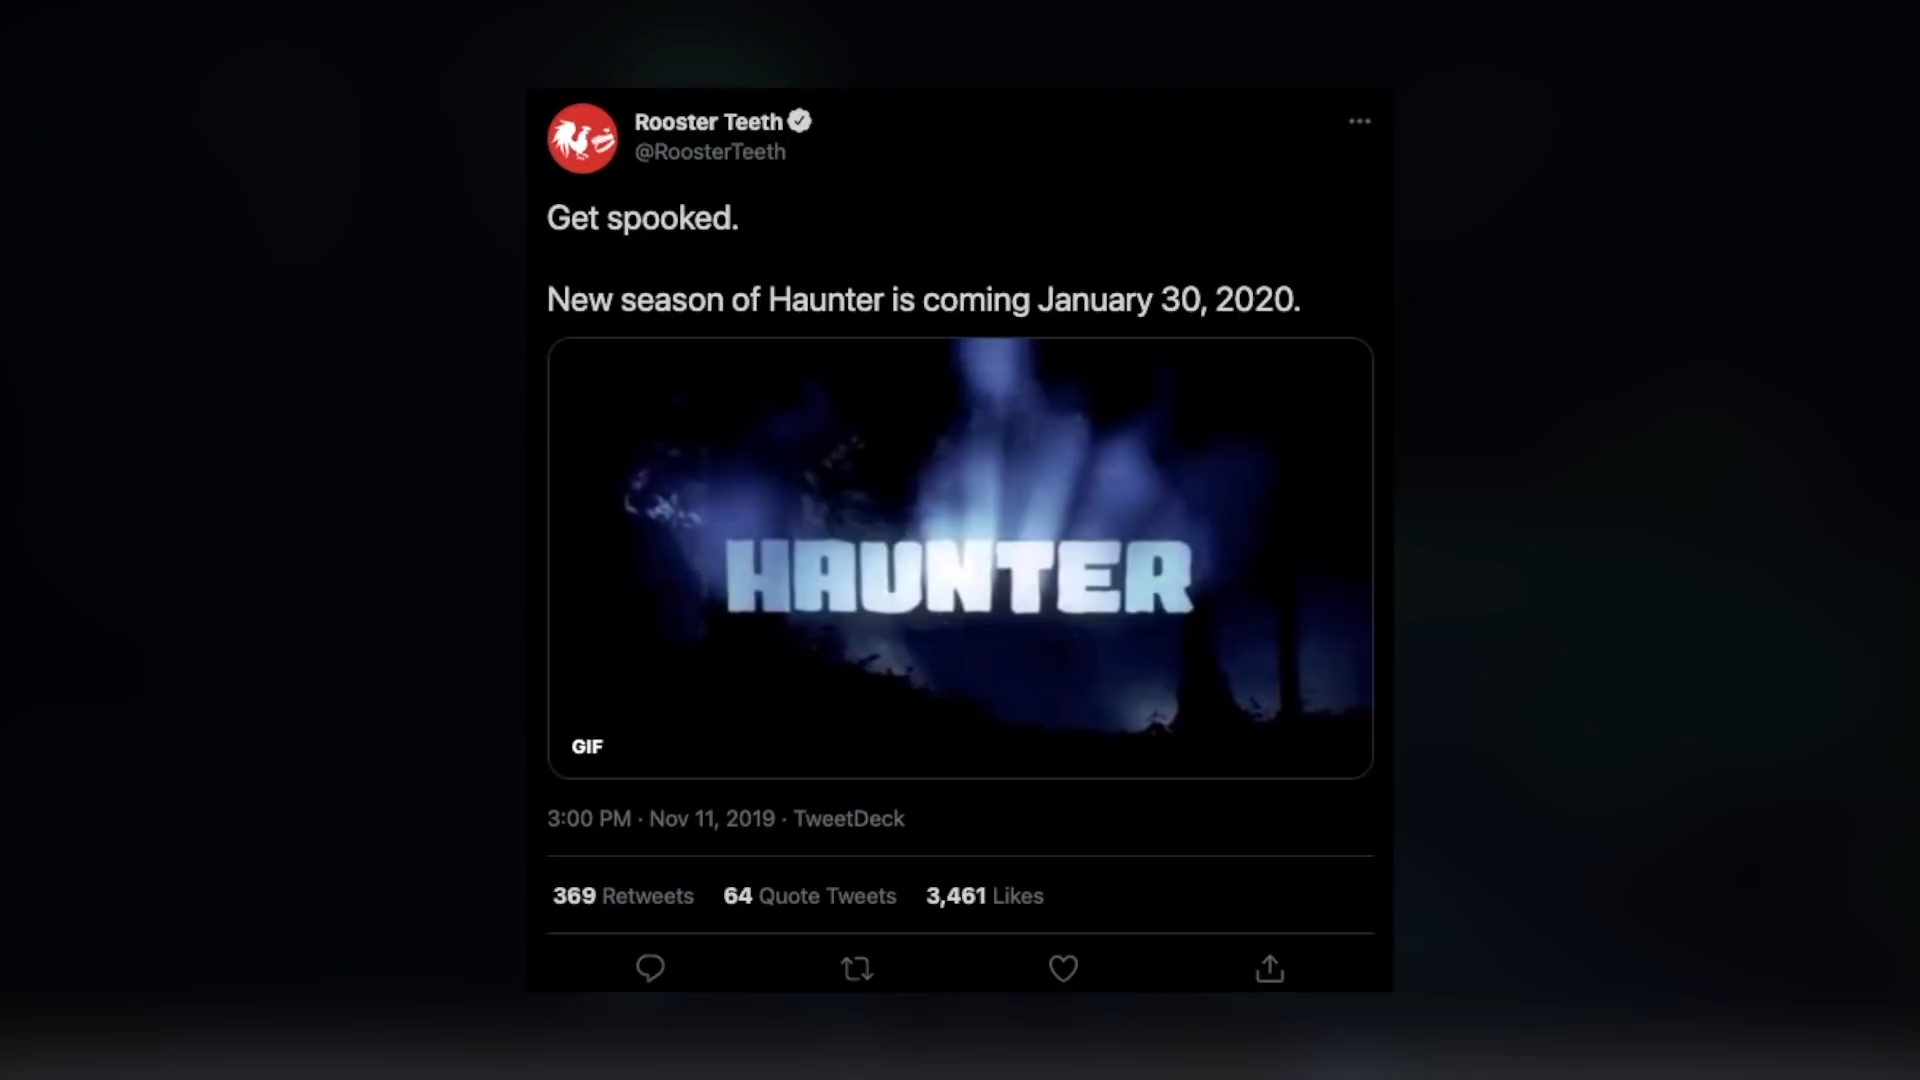 Rooster Teeth
@RoosterTeeth
Get spooked.
New season of Haunter is coming January 30, 2020.
HAUNTER
GIF
3:00 PM · Nov 11, 2019 · TweetDeck
369 Retweets 64 Quote Tweets 3,461 Likes